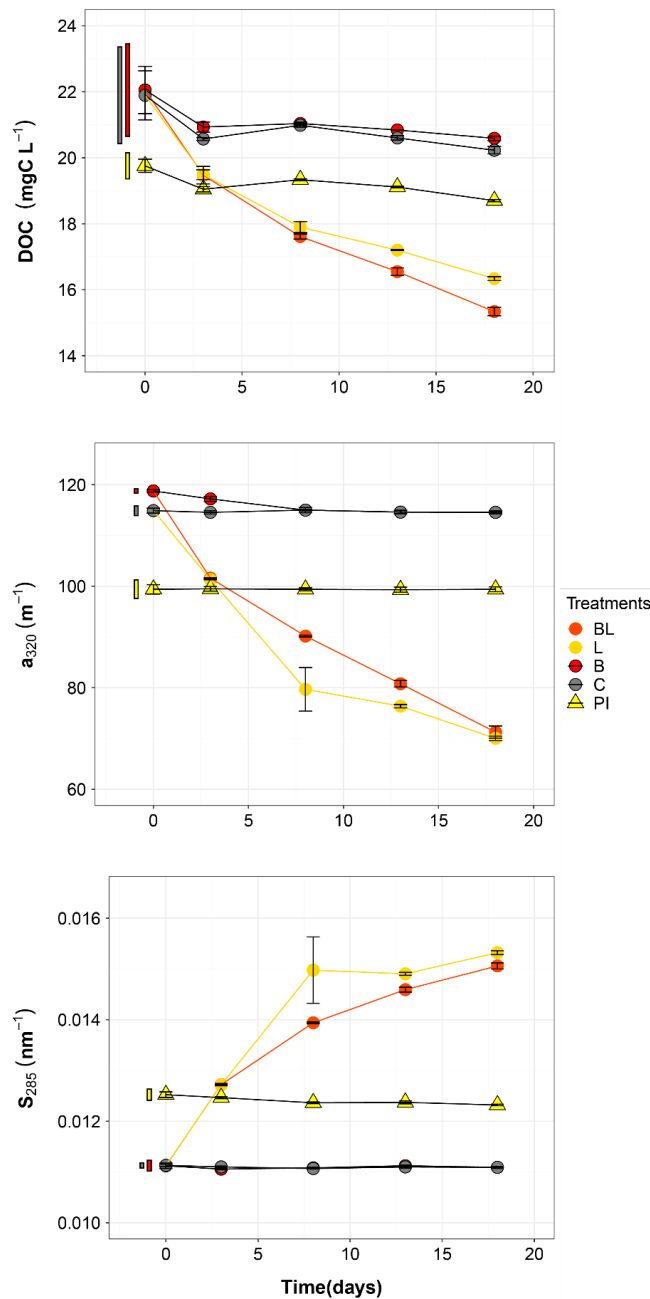 24
22
20
18
16
14
DOC (mgC L⁻¹)
0 5 10 15 20
120
100
80
60
a₃₂₀ (m⁻¹)
0 5 10 15 20
Treatments
BL
L
B
C
PI
0.016
0.014
0.012
0.010
S₂₈₅ (nm⁻¹)
0 5 10 15 20
Time(days)